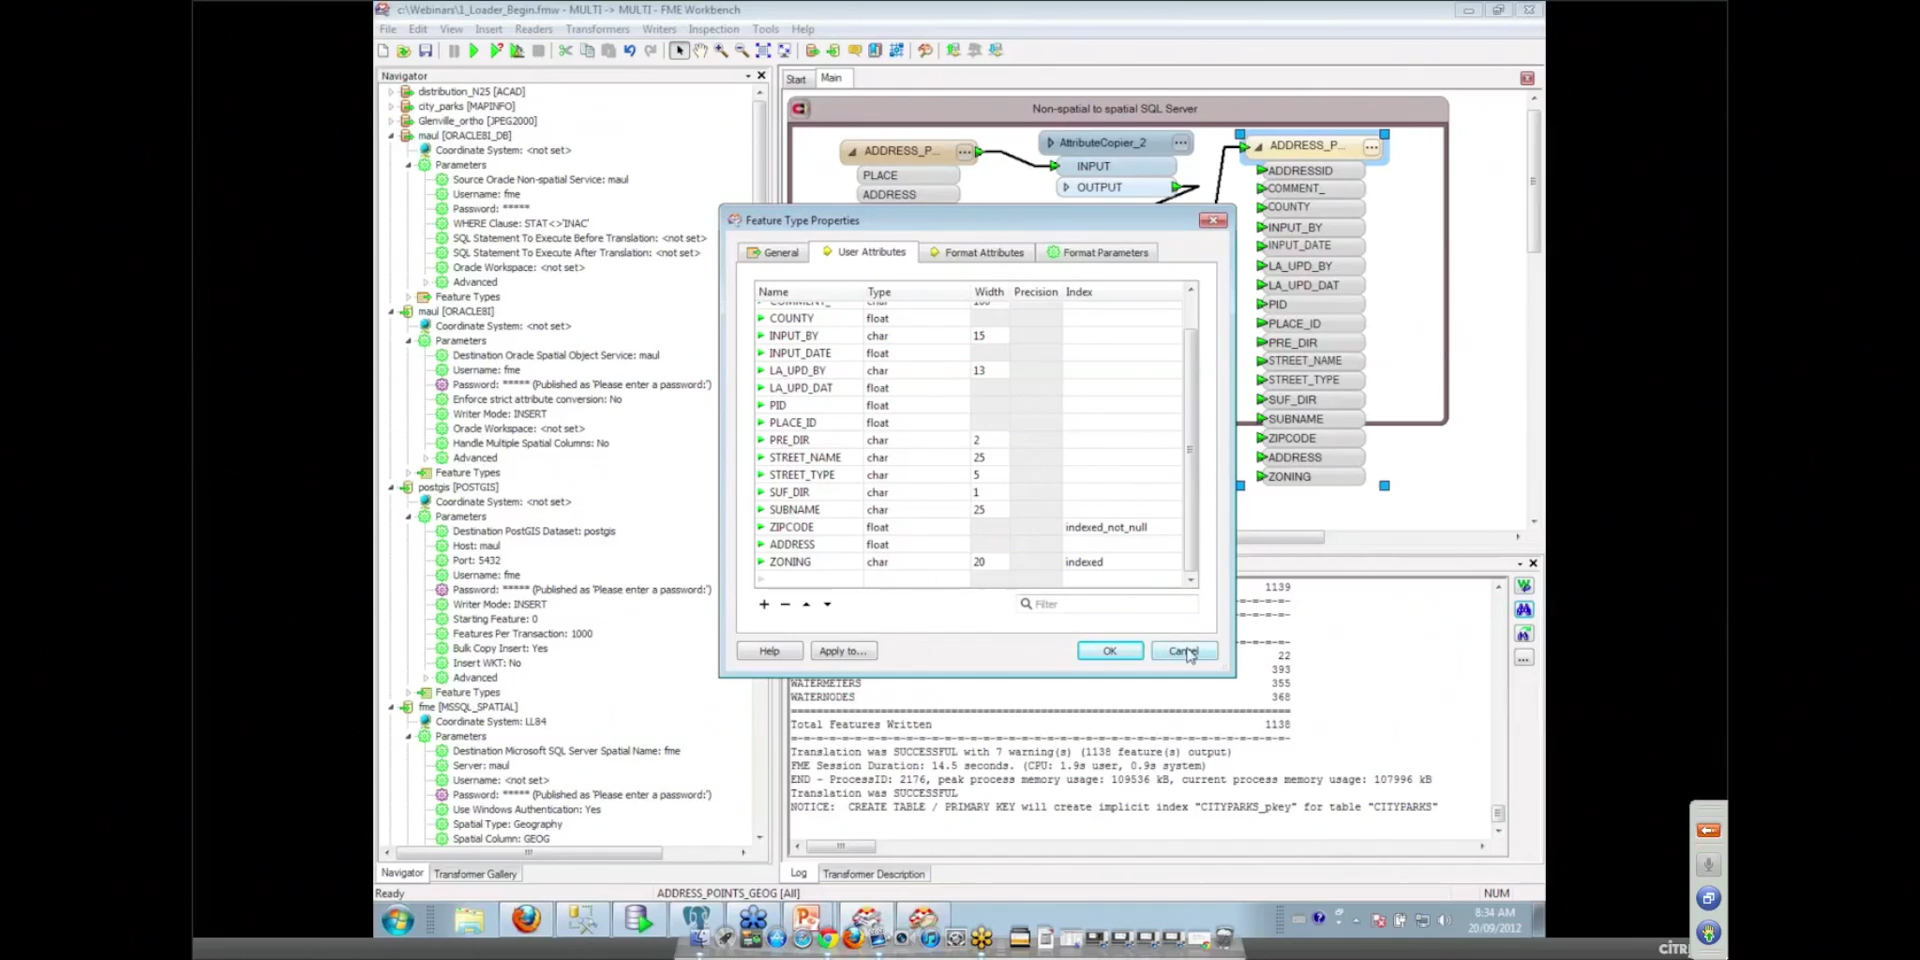 c:\Webinars\1_Loader_Begin.fmw - MULTI -> MULTI - FME Workbench
File Edit View Insert Readers Transformers Writers Inspection Tools Help
Navigator
distribution_N25 [ACAD]
city_parks [MAPINFO]
Glenville_ortho [JPEG2000]
maul [ORACLE8I_DB]
Coordinate System: <not set>
Parameters
Source Oracle Non-spatial Service: maul
Username: fme
Password: *****
WHERE Clause: STAT<>'INAC'
SQL Statement To Execute Before Translation: <not set>
SQL Statement To Execute After Translation: <not set>
Oracle Workspace: <not set>
Advanced
Feature Types
maul [ORACLE8I]
Coordinate System: <not set>
Parameters
Destination Oracle Spatial Object Service: maul
Username: fme
Password: ***** (Published as 'Please enter a password:')
Enforce strict attribute conversion: No
Writer Mode: INSERT
Oracle Workspace: <not set>
Handle Multiple Spatial Columns: No
Advanced
Feature Types
postgis [POSTGIS]
Coordinate System: <not set>
Parameters
Destination PostGIS Dataset: postgis
Host: maul
Port: 5432
Username: fme
Password: ***** (Published as 'Please enter a password:')
Writer Mode: INSERT
Starting Feature: 0
Features Per Transaction: 1000
Bulk Copy Insert: Yes
Insert WKT: No
Advanced
Feature Types
fme [MSSQL_SPATIAL]
Coordinate System: LL84
Parameters
Destination Microsoft SQL Server Spatial Name: fme
Server: maul
Username: <not set>
Password: ***** (Published as 'Please enter a password:')
Use Windows Authentication: Yes
Spatial Type: Geography
Spatial Column: GEOG
Navigator Transformer Gallery
Start Main
Non-spatial to spatial SQL Server
ADDRESS_P...
PLACE
ADDRESS
AttributeCopier_2
INPUT
OUTPUT
ADDRESS_P...
ADDRESSID
COMMENT_
COUNTY
INPUT_BY
INPUT_DATE
LA_UPD_BY
LA_UPD_DAT
PID
PLACE_ID
PRE_DIR
STREET_NAME
STREET_TYPE
SUF_DIR
SUBNAME
ZIPCODE
ADDRESS
ZONING
Feature Type Properties
General User Attributes Format Attributes Format Parameters
Name Type Width Precision Index
COMMENT_ char 100
COUNTY float
INPUT_BY char 15
INPUT_DATE float
LA_UPD_BY char 13
LA_UPD_DAT float
PID float
PLACE_ID float
PRE_DIR char 2
STREET_NAME char 25
STREET_TYPE char 5
SUF_DIR char 1
SUBNAME char 25
ZIPCODE float indexed_not_null
ADDRESS float
ZONING char 20 indexed
Filter
Help Apply to... OK Cancel
1139
22
393
WATERMETERS 355
WATERNODES 368
Total Features Written 1138
Translation was SUCCESSFUL with 7 warning(s) (1138 feature(s) output)
FME Session Duration: 14.5 seconds. (CPU: 1.9s user, 0.9s system)
END - ProcessID: 2176, peak process memory usage: 109536 kB, current process memory usage: 107996 kB
Translation was SUCCESSFUL
NOTICE: CREATE TABLE / PRIMARY KEY will create implicit index "CITYPARKS_pkey" for table "CITYPARKS"
Log Transformer Description
Ready ADDRESS_POINTS_GEOG [All] NUM
8:34 AM
20/09/2012